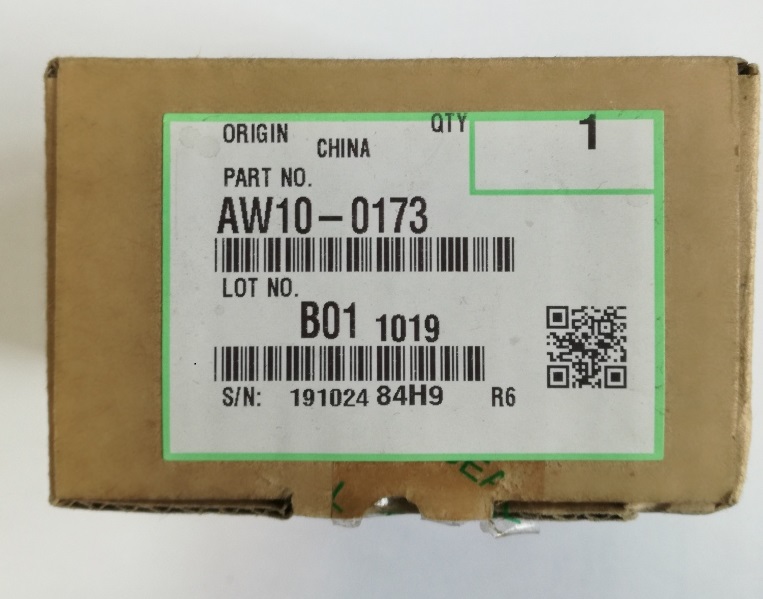 ORIGIN CHINA QTY 1
PART NO.
AW10-0173
LOT NO.
B01 1019
S/N: 191024 84H9 R6